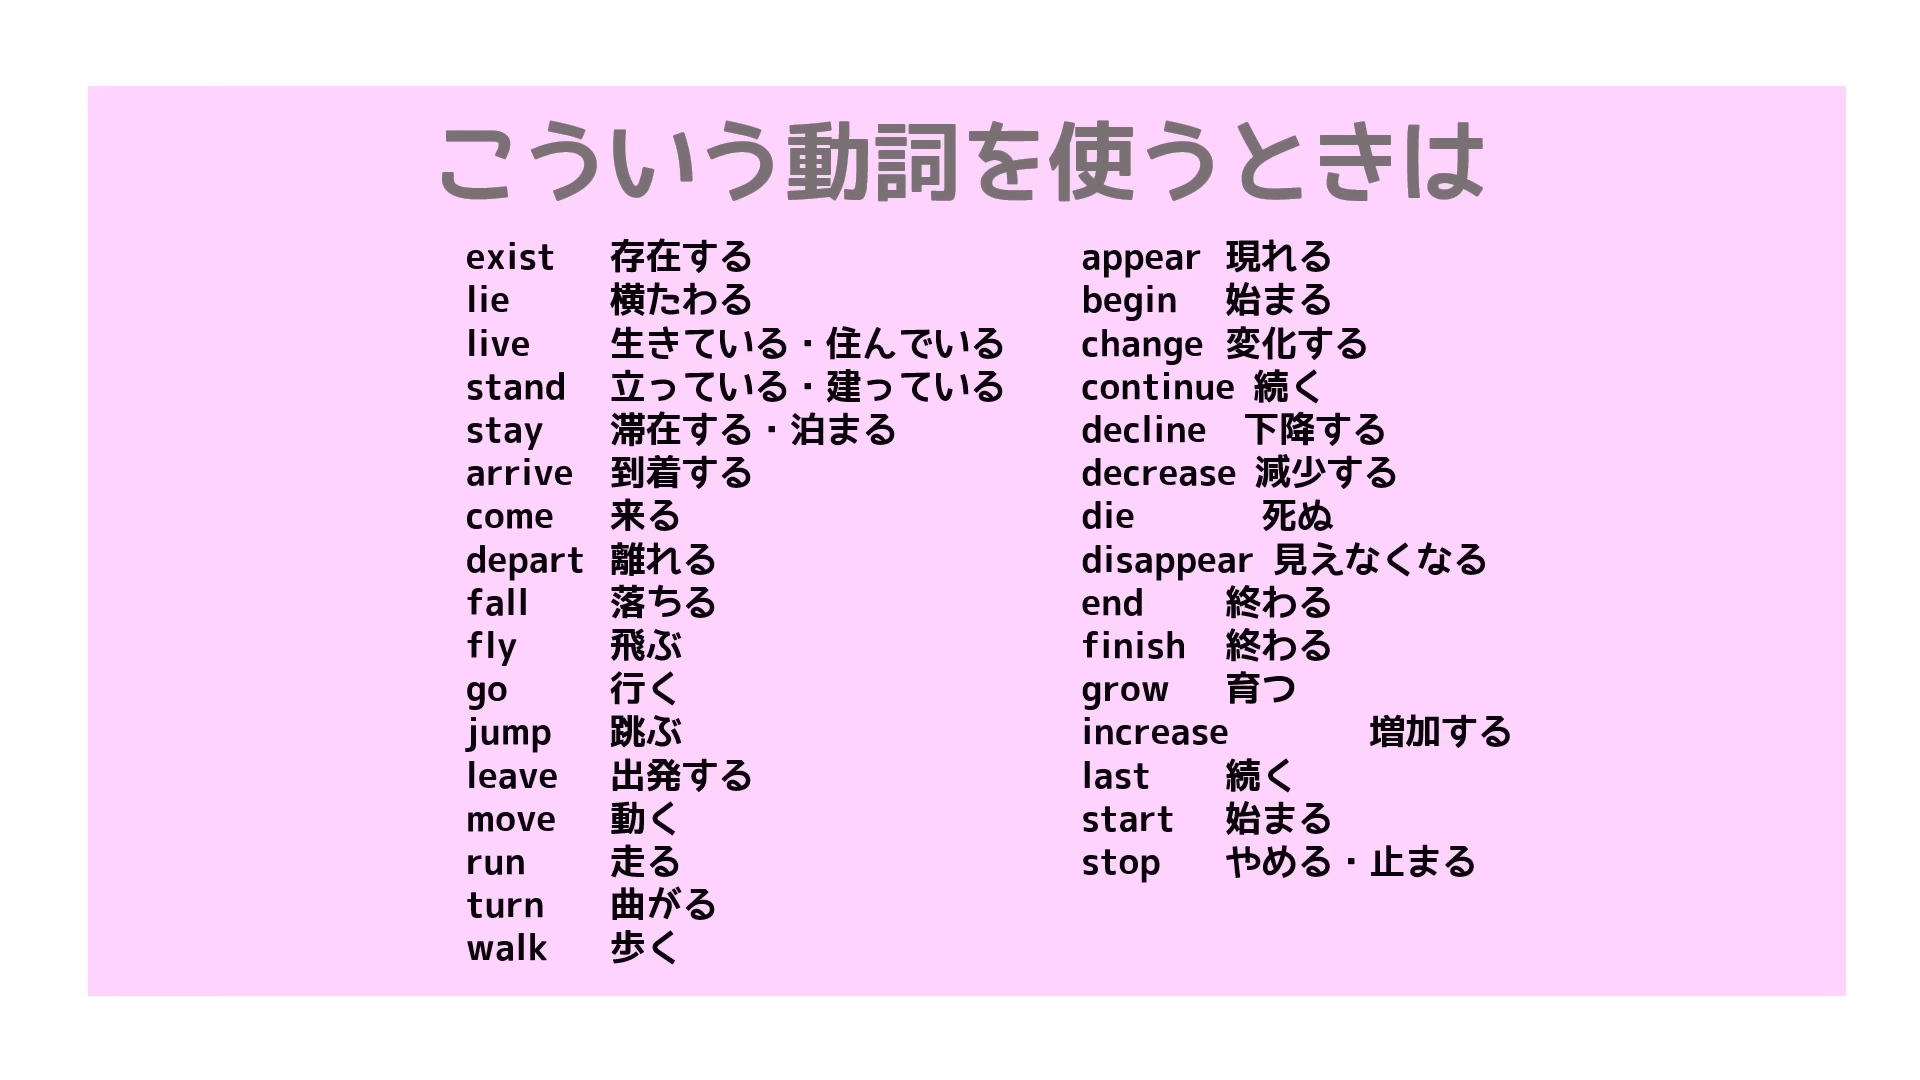 こういう動詞を使うときは
exist 存在する
lie 横たわる
live 生きている・住んでいる
stand 立っている・建っている
stay 滞在する・泊まる
arrive 到着する
come 来る
depart 離れる
fall 落ちる
fly 飛ぶ
go 行く
jump 跳ぶ
leave 出発する
move 動く
run 走る
turn 曲がる
walk 歩く
appear 現れる
begin 始まる
change 変化する
continue 続く
decline 下降する
decrease 減少する
die 死ぬ
disappear 見えなくなる
end 終わる
finish 終わる
grow 育つ
increase 増加する
last 続く
start 始まる
stop やめる・止まる